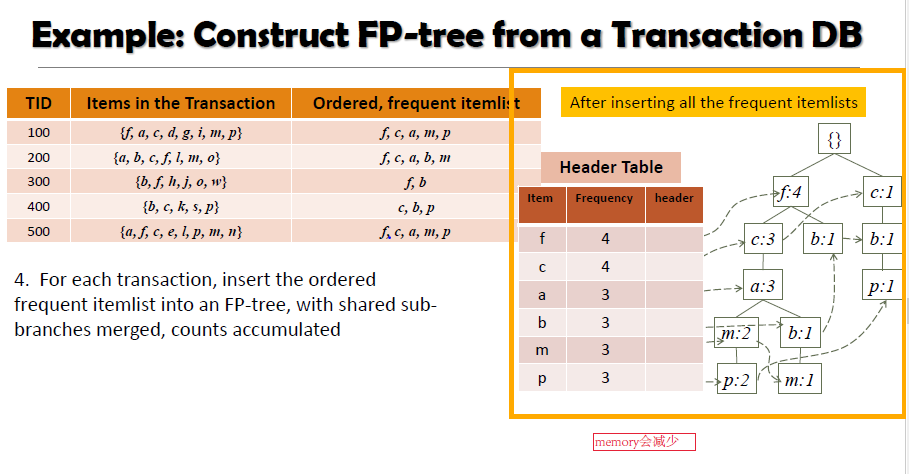 Example: Construct FP-tree from a Transaction DB
TID Items in the Transaction Ordered, frequent itemlist
100 {f, a, c, d, g, i, m, p} f, c, a, m, p
200 {a, b, c, f, l, m, o} f, c, a, b, m
300 {b, f, h, j, o, w} f, b
400 {b, c, k, s, p} c, b, p
500 {a, f, c, e, l, p, m, n} f, c, a, m, p
4. For each transaction, insert the ordered
frequent itemlist into an FP-tree, with shared sub-
branches merged, counts accumulated
After inserting all the frequent itemlists
Header Table
Item Frequency header
f 4
c 4
a 3
b 3
m 3
p 3
{}
f:4 c:1
c:3 b:1 b:1
a:3 p:1
m:2 b:1
p:2 m:1
memory会减少